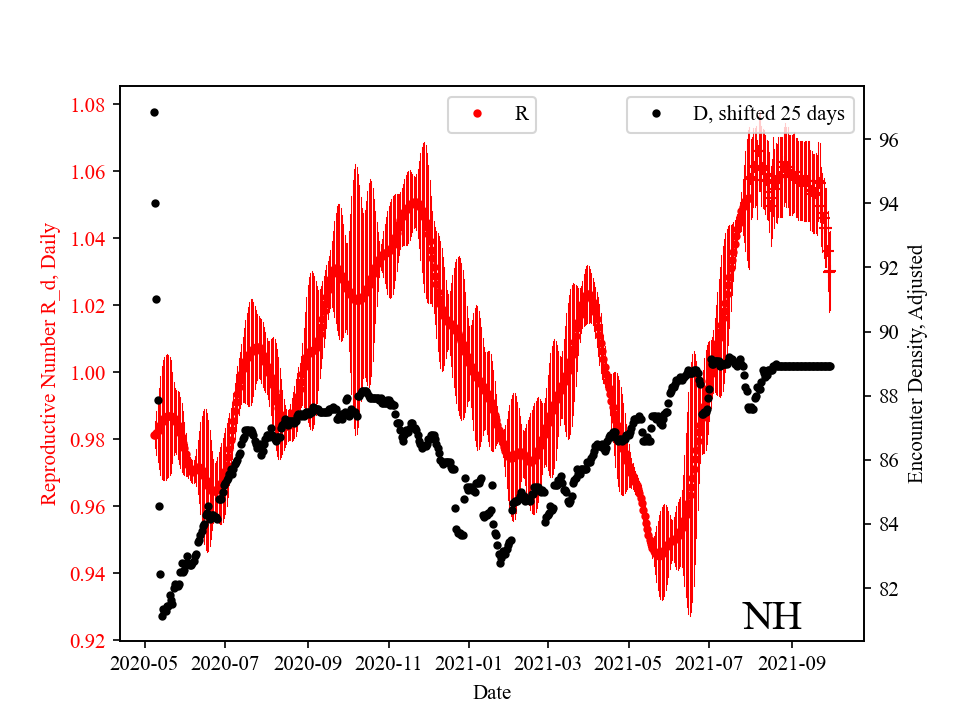 R
D, shifted 25 days
1.08
1.06
1.04
1.02
1.00
0.98
0.96
0.94
0.92
Reproductive Number R_d, Daily
96
94
92
90
88
86
84
82
Encounter Density, Adjusted
NH
2020-05 2020-07 2020-09 2020-11 2021-01 2021-03 2021-05 2021-07 2021-09
Date